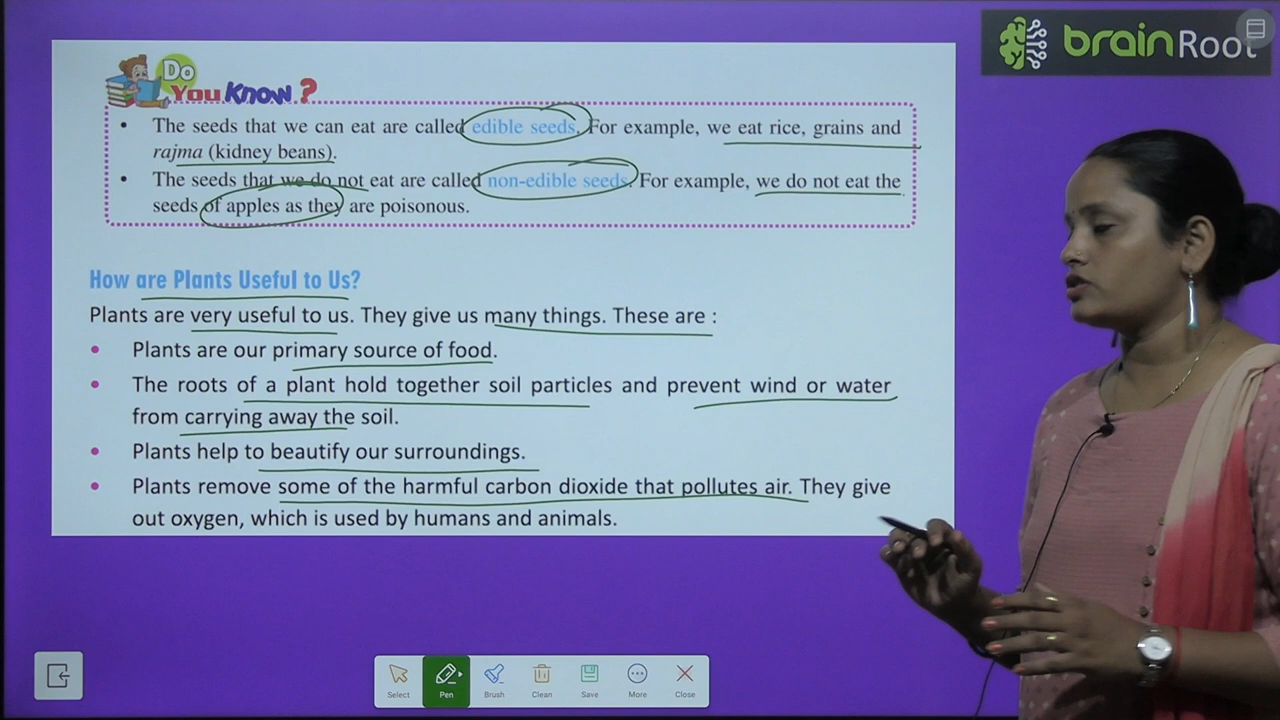 brainRoot
Do
You Know?
• The seeds that we can eat are called edible seeds. For example, we eat rice, grains and
rajma (kidney beans).
• The seeds that we do not eat are called non-edible seeds. For example, we do not eat the
seeds of apples as they are poisonous.
How are Plants Useful to Us?
Plants are very useful to us. They give us many things. These are :
• Plants are our primary source of food.
• The roots of a plant hold together soil particles and prevent wind or water
from carrying away the soil.
• Plants help to beautify our surroundings.
• Plants remove some of the harmful carbon dioxide that pollutes air. They give
out oxygen, which is used by humans and animals.
Select Pen Brush Clean Save More Close